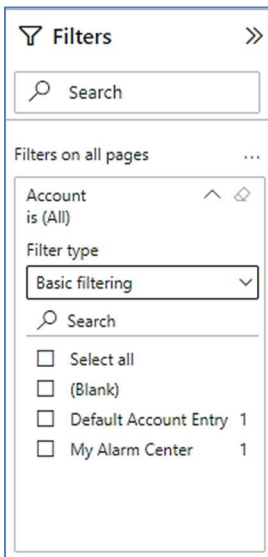 Filters
Search
Filters on all pages ...
Account
is (All)
Filter type
Basic filtering
Search
Select all
(Blank)
Default Account Entry 1
My Alarm Center 1